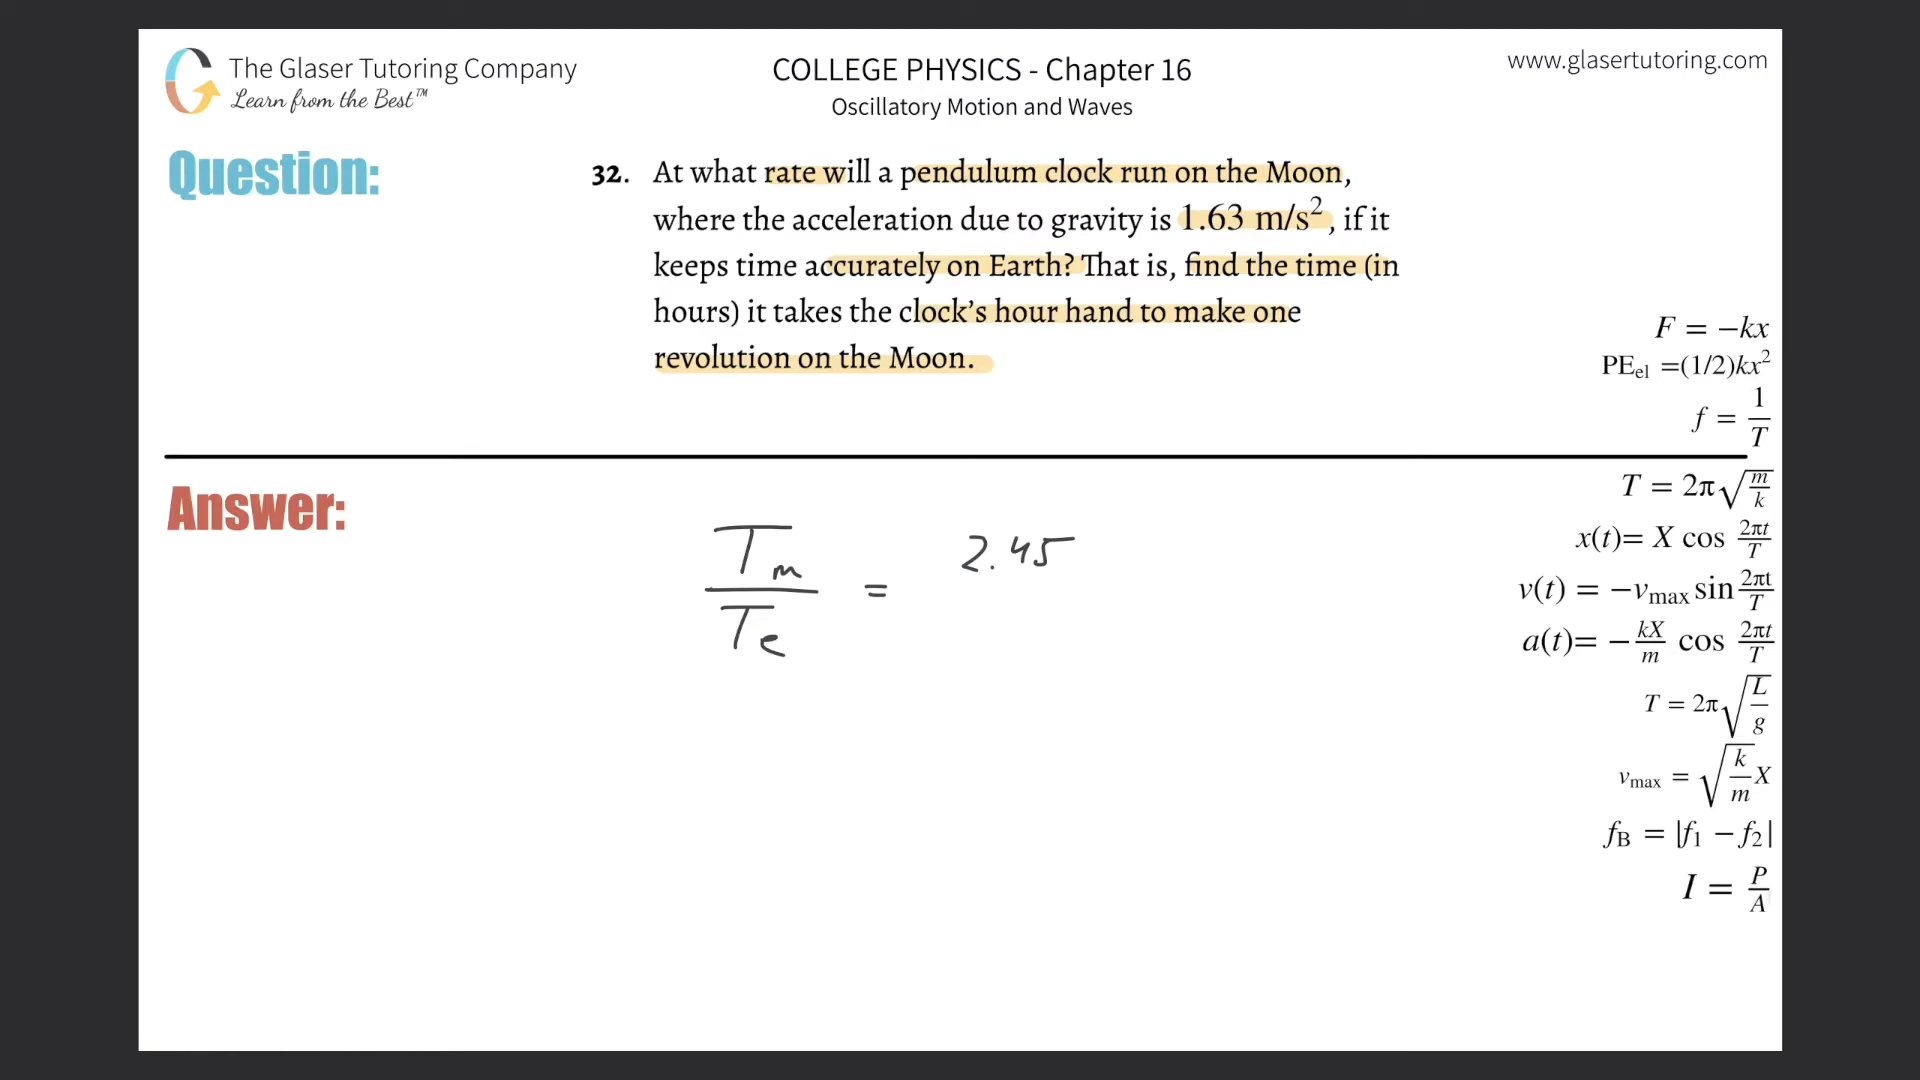 The Glaser Tutoring Company
Learn from the Best™
COLLEGE PHYSICS - Chapter 16
Oscillatory Motion and Waves
www.glasertutoring.com
Question:
32. At what rate will a pendulum clock run on the Moon,
where the acceleration due to gravity is 1.63 m/s², if it
keeps time accurately on Earth? That is, find the time (in
hours) it takes the clock’s hour hand to make one
revolution on the Moon.
F = −kx
PEel =(1/2)kx²
f = 1/T
Answer:
Tm/Te = 2.45
T = 2π√(m/k)
x(t)= X cos 2πt/T
v(t) = −vmax sin 2πt/T
a(t)= − kX/m cos 2πt/T
T = 2π√(L/g)
vmax = √(k/m)X
fB = |f1 − f2|
I = P/A